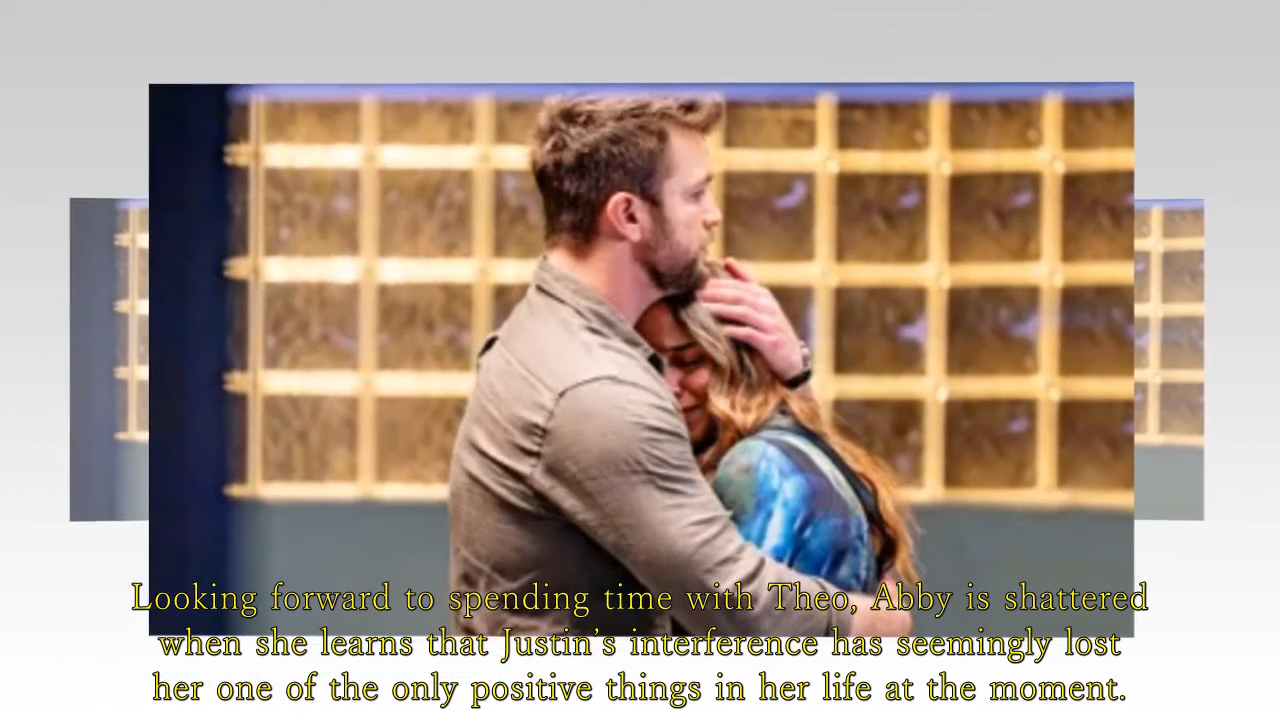 Looking forward to spending time with Theo, Abby is shattered
when she learns that Justin’s interference has seemingly lost
her one of the only positive things in her life at the moment.